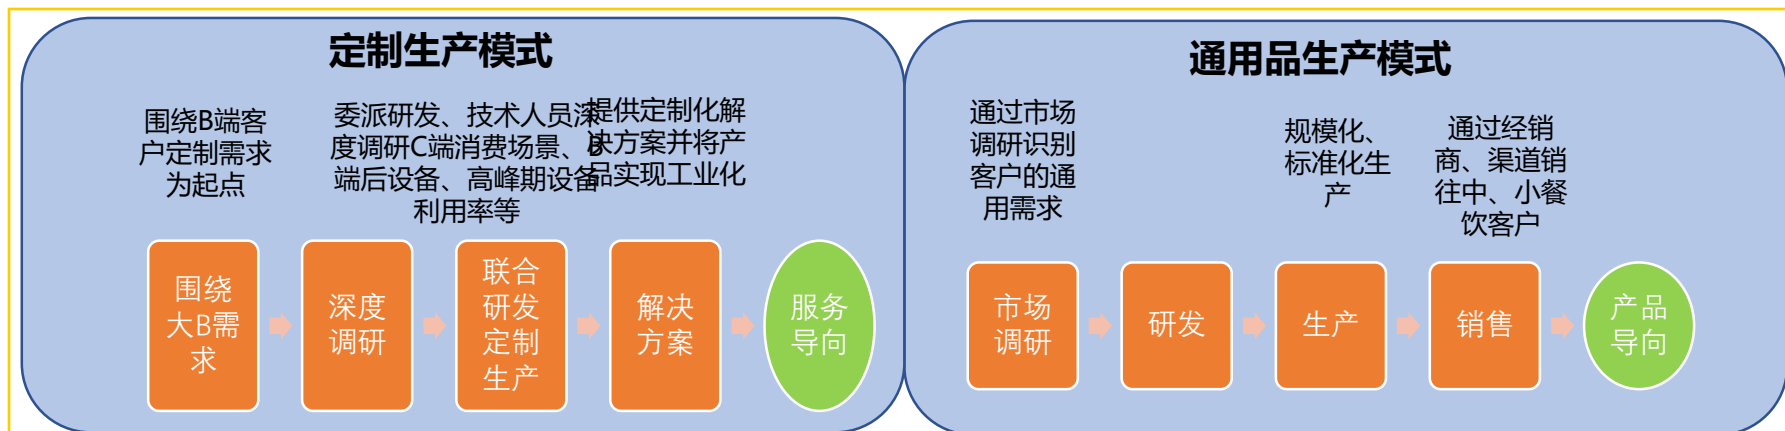 定制生产模式
围绕B端客
户定制需求
为起点
委派研发、技术人员深
度调研C端消费场景、B
端后设备、高峰期设备
利用率等
提供定制化解
决方案并将产
品实现工业化
围绕
大B需
求
深度
调研
联合
研发
定制
生产
解决
方案
服务
导向
通用品生产模式
通过市场
调研识别
客户的通
用需求
规模化、
标准化生
产
通过经销
商、渠道销
往中、小餐
饮客户
市场
调研
研发
生产
销售
产品
导向